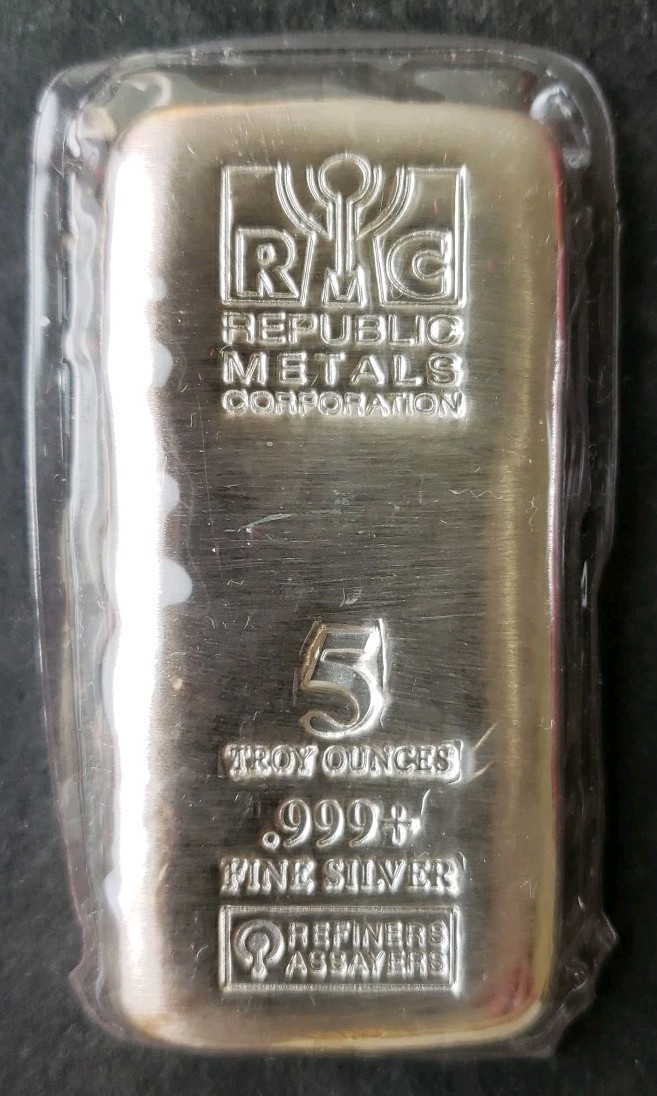 RMC
REPUBLIC
METALS
CORPORATION
5
TROY OUNCES
.999+
FINE SILVER
REFINERS
ASSAYERS